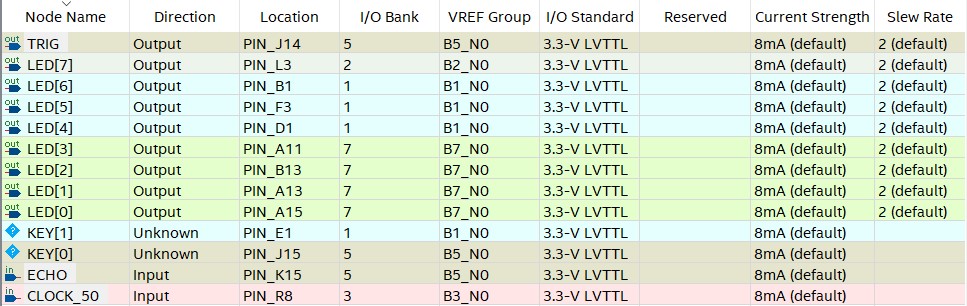 Node Name Direction Location I/O Bank VREF Group I/O Standard Reserved Current Strength Slew Rate
out TRIG Output PIN_J14 5 B5_N0 3.3-V LVTTL 8mA (default) 2 (default)
out LED[7] Output PIN_L3 2 B2_N0 3.3-V LVTTL 8mA (default) 2 (default)
out LED[6] Output PIN_B1 1 B1_N0 3.3-V LVTTL 8mA (default) 2 (default)
out LED[5] Output PIN_F3 1 B1_N0 3.3-V LVTTL 8mA (default) 2 (default)
out LED[4] Output PIN_D1 1 B1_N0 3.3-V LVTTL 8mA (default) 2 (default)
out LED[3] Output PIN_A11 7 B7_N0 3.3-V LVTTL 8mA (default) 2 (default)
out LED[2] Output PIN_B13 7 B7_N0 3.3-V LVTTL 8mA (default) 2 (default)
out LED[1] Output PIN_A13 7 B7_N0 3.3-V LVTTL 8mA (default) 2 (default)
out LED[0] Output PIN_A15 7 B7_N0 3.3-V LVTTL 8mA (default) 2 (default)
? KEY[1] Unknown PIN_E1 1 B1_N0 3.3-V LVTTL 8mA (default)
? KEY[0] Unknown PIN_J15 5 B5_N0 3.3-V LVTTL 8mA (default)
in ECHO Input PIN_K15 5 B5_N0 3.3-V LVTTL 8mA (default)
in CLOCK_50 Input PIN_R8 3 B3_N0 3.3-V LVTTL 8mA (default)